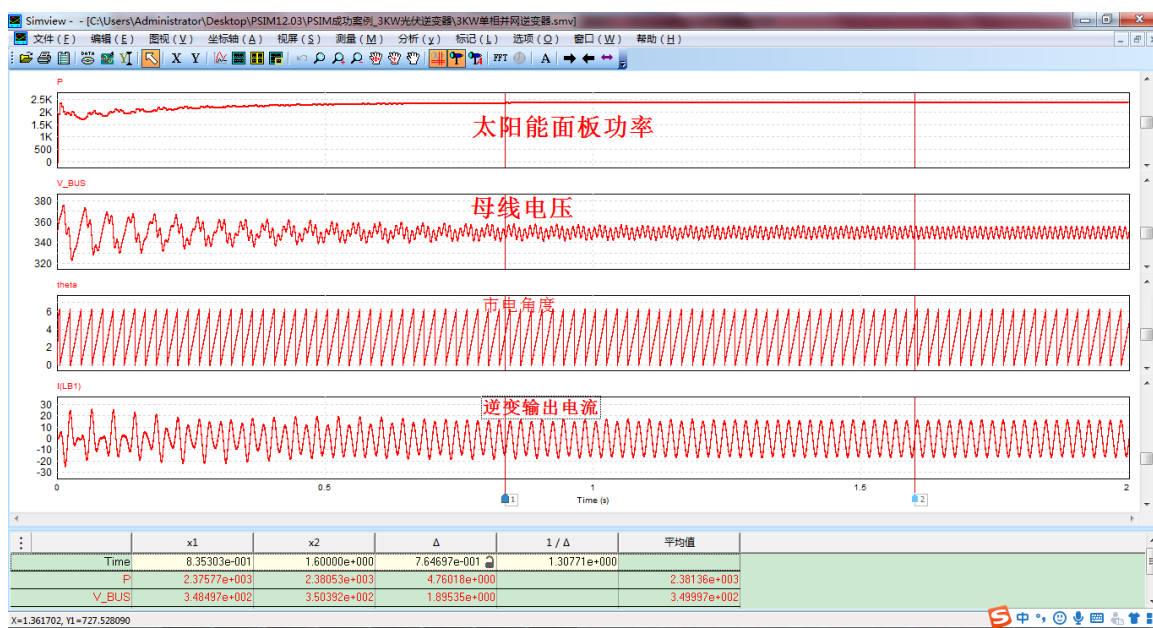 Simview - - [C:\Users\Administrator\Desktop\PSIM12.03\PSIM成功案例_3KW光伏逆变器\3KW单相并网逆变器.smv]
文件(F) 编辑(E) 图视(V) 坐标轴(A) 视屏(S) 测量(M) 分析(y) 标记(L) 选项(O) 窗口(W) 帮助(H)
DATA X Y FFT A
P
2.5K
2K
1.5K
1K
500
0
太阳能面板功率
V_BUS
380
360
340
320
母线电压
theta
6
4
2
0
市电角度
I(LB1)
30
20
10
0
-10
-20
-30
逆变输出电流
0 0.5 1 1.5 2
1 Time (s) 2
x1 x2 Δ 1 / Δ 平均值
Time 8.35303e-001 1.60000e+000 7.64697e-001 1.30771e+000
P 2.37577e+003 2.38053e+003 4.76018e+000 2.38136e+003
V_BUS 3.48497e+002 3.50392e+002 1.89535e+000 3.49997e+002
X=1.361702, Y1=727.528090
S 中